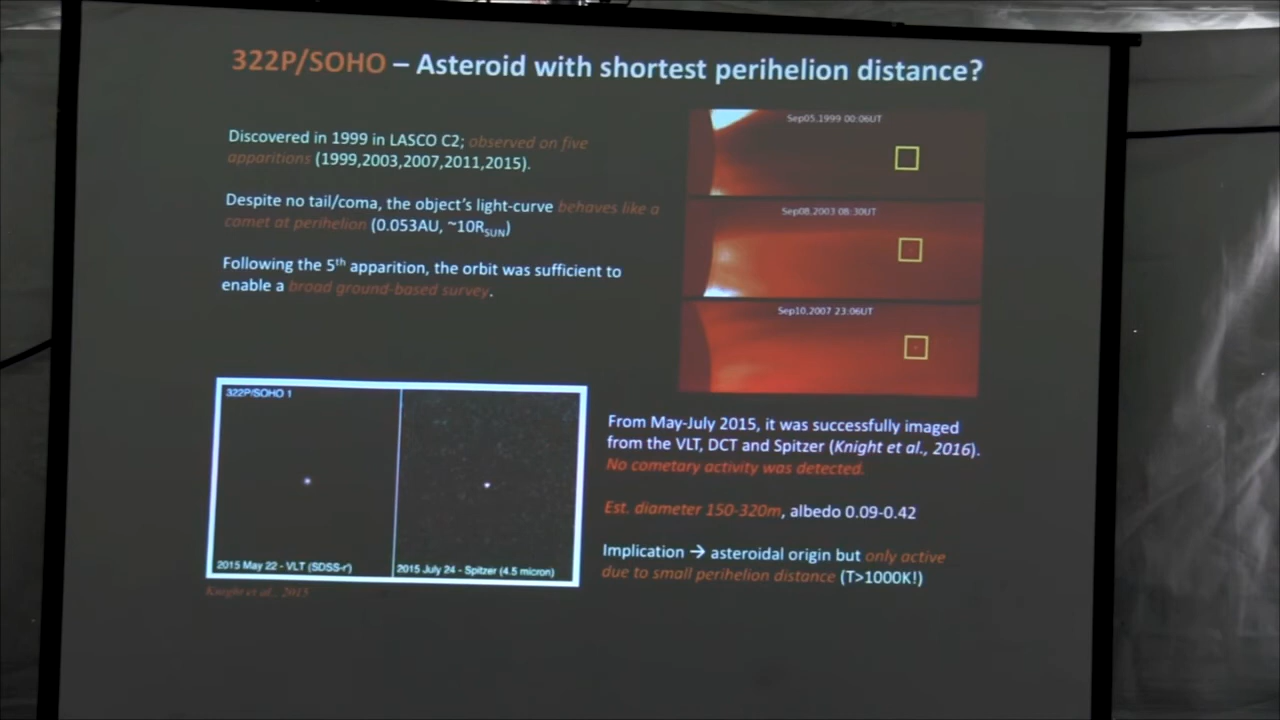 322P/SOHO – Asteroid with shortest perihelion distance?
Discovered in 1999 in LASCO C2; observed on five
apparitions (1999,2003,2007,2011,2015).
Despite no tail/coma, the object's light-curve behaves like a
comet at perihelion (0.053AU, ~10RSUN)
Following the 5th apparition, the orbit was sufficient to
enable a broad ground-based survey.
Sep05,1999 00:06UT
Sep08,2003 08:30UT
Sep10,2007 23:06UT
322P/SOHO 1
2015 May 22 - VLT (SDSS-r')
2015 July 24 - Spitzer (4.5 micron)
Knight et al., 2015
From May-July 2015, it was successfully imaged
from the VLT, DCT and Spitzer (Knight et al., 2016).
No cometary activity was detected.
Est. diameter 150-320m, albedo 0.09-0.42
Implication → asteroidal origin but only active
due to small perihelion distance (T>1000K!)